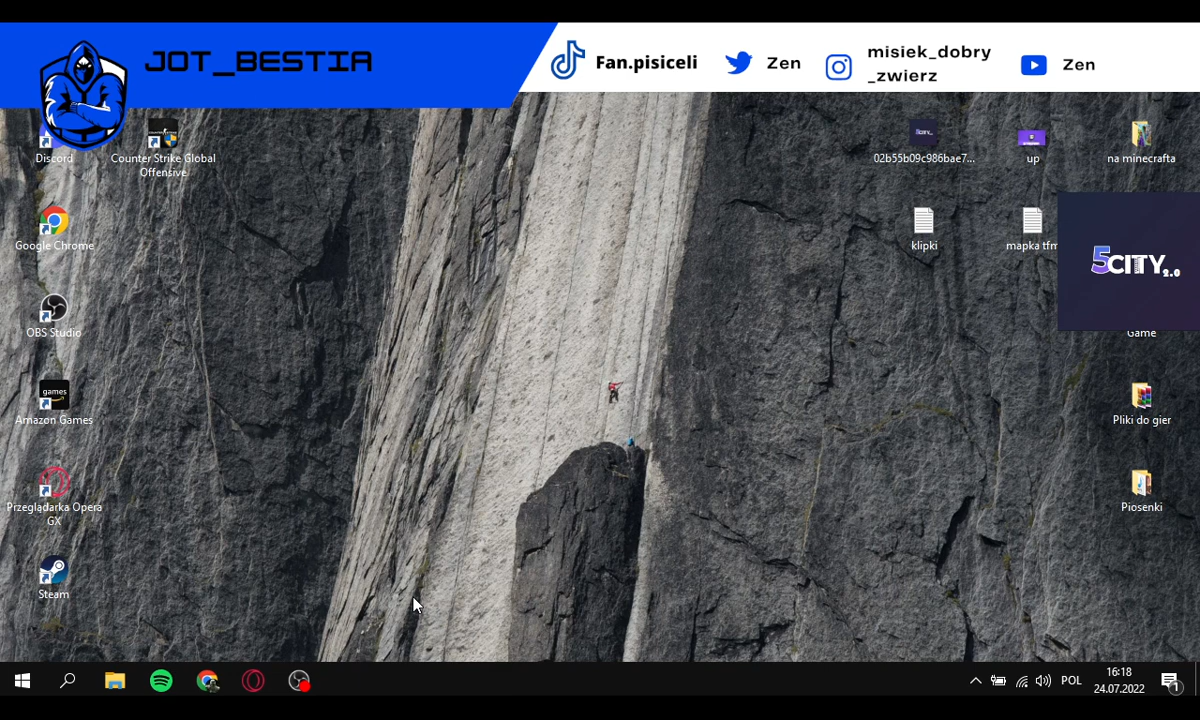 JOT_BESTIA
Fan.pisiceli
Zen
misiek_dobry
_zwierz
Zen
Discord
Counter Strike Global
Offensive
02b55b09c986bae7...
up
na minecrafta
Google Chrome
klipki
mapka tfm
5CITY 2.0
OBS Studio
Game
games
Amazon Games
Pliki do gier
Przeglądarka Opera
GX
Piosenki
Steam
POL
16:18
24.07.2022
1